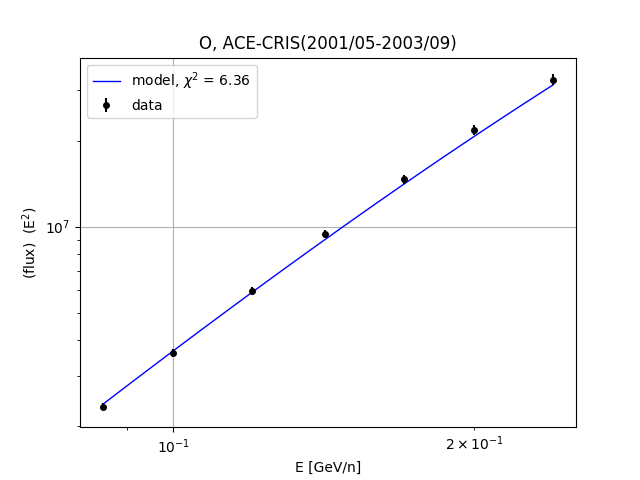 O, ACE-CRIS(2001/05-2003/09)
model, χ² = 6.36
data
(flux) (E²)
10⁷
10⁻¹
2 × 10⁻¹
E [GeV/n]